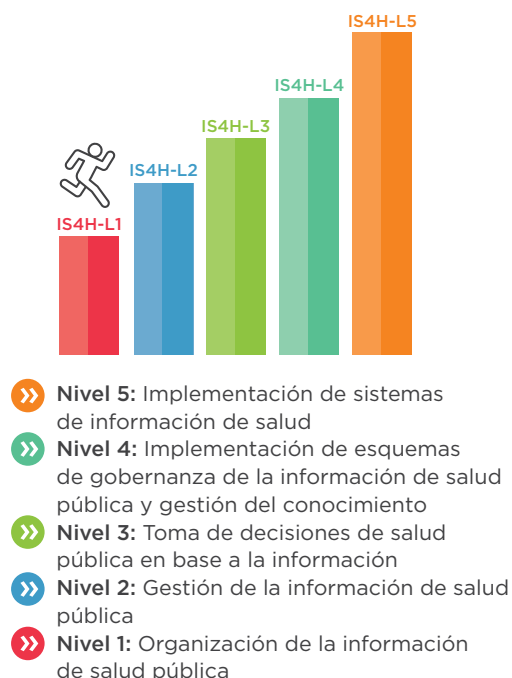 IS4H-L5
IS4H-L4
IS4H-L3
IS4H-L2
IS4H-L1
Nivel 5: Implementación de sistemas
de información de salud
Nivel 4: Implementación de esquemas
de gobernanza de la información de salud
pública y gestión del conocimiento
Nivel 3: Toma de decisiones de salud
pública en base a la información
Nivel 2: Gestión de la información de salud
pública
Nivel 1: Organización de la información
de salud pública